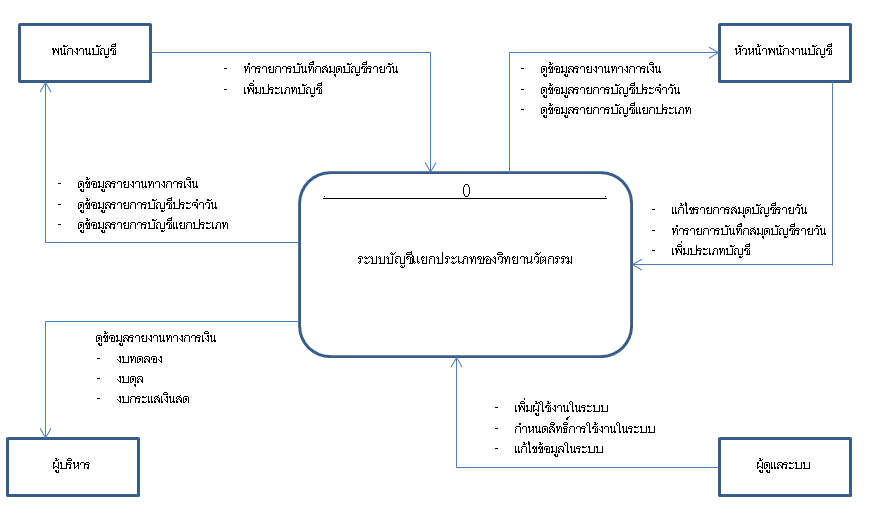 พนักงานบัญชี
- ทำรายการบันทึกสมุดบัญชีรายวัน
- เพิ่มประเภทบัญชี
- ดูข้อมูลรายงานทางการเงิน
- ดูข้อมูลรายการบัญชีประจำวัน
- ดูข้อมูลรายการบัญชีแยกประเภท
หัวหน้าพนักงานบัญชี
- ดูข้อมูลรายงานทางการเงิน
- ดูข้อมูลรายการบัญชีประจำวัน
- ดูข้อมูลรายการบัญชีแยกประเภท
0
ระบบบัญชีแยกประเภทของวิทยานวัตกรรม
- แก้ไขรายการสมุดบัญชีรายวัน
- ทำรายการบันทึกสมุดบัญชีรายวัน
- เพิ่มประเภทบัญชี
ดูข้อมูลรายงานทางการเงิน
- งบทดลอง
- งบดุล
- งบกระแสเงินสด
- เพิ่มผู้ใช้งานในระบบ
- กำหนดสิทธิ์การใช้งานในระบบ
- แก้ไขข้อมูลในระบบ
ผู้บริหาร
ผู้ดูแลระบบ